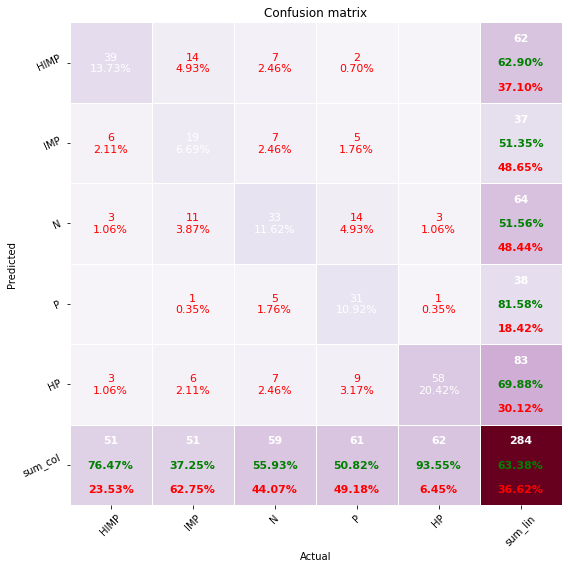 Confusion matrix
HIMP
39 14 7 2 62
13.73% 4.93% 2.46% 0.70% 62.90%
37.10%
IMP
6 19 7 5 37
2.11% 6.69% 2.46% 1.76% 51.35%
48.65%
N
3 11 33 14 3 64
1.06% 3.87% 11.62% 4.93% 1.06% 51.56%
48.44%
Predicted
P
1 5 31 1 38
0.35% 1.76% 10.92% 0.35% 81.58%
18.42%
HP
3 6 7 9 58 83
1.06% 2.11% 2.46% 3.17% 20.42% 69.88%
30.12%
sum_col
51 51 59 61 62 284
76.47% 37.25% 55.93% 50.82% 93.55% 63.38%
23.53% 62.75% 44.07% 49.18% 6.45% 36.62%
HIMP IMP N P HP sum_lin
Actual